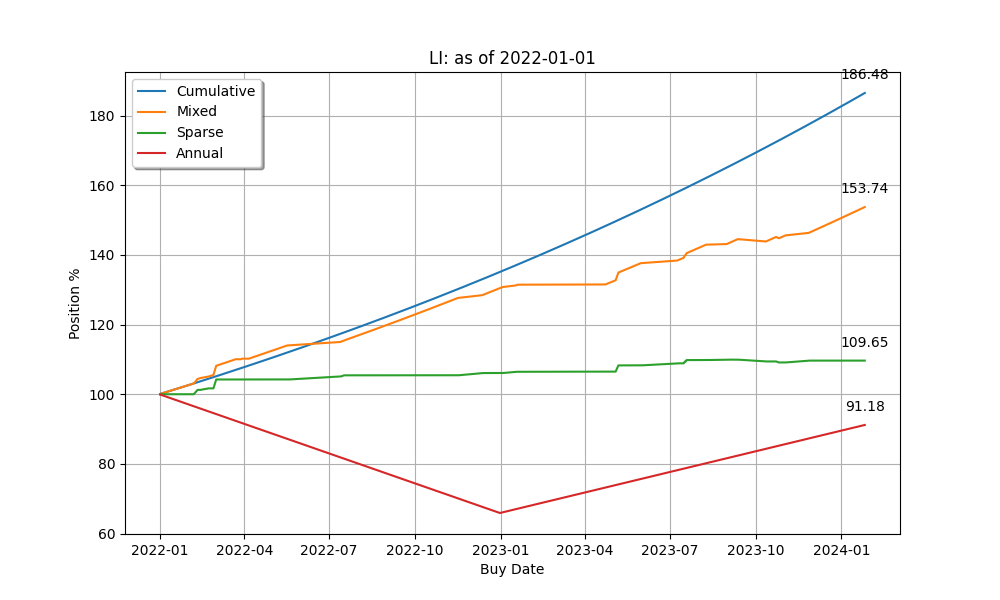 LI: as of 2022-01-01
186.48
Cumulative
Mixed
Sparse
Annual
180
160
140
120
100
80
60
153.74
109.65
91.18
Position %
2022-01 2022-04 2022-07 2022-10 2023-01 2023-04 2023-07 2023-10 2024-01
Buy Date